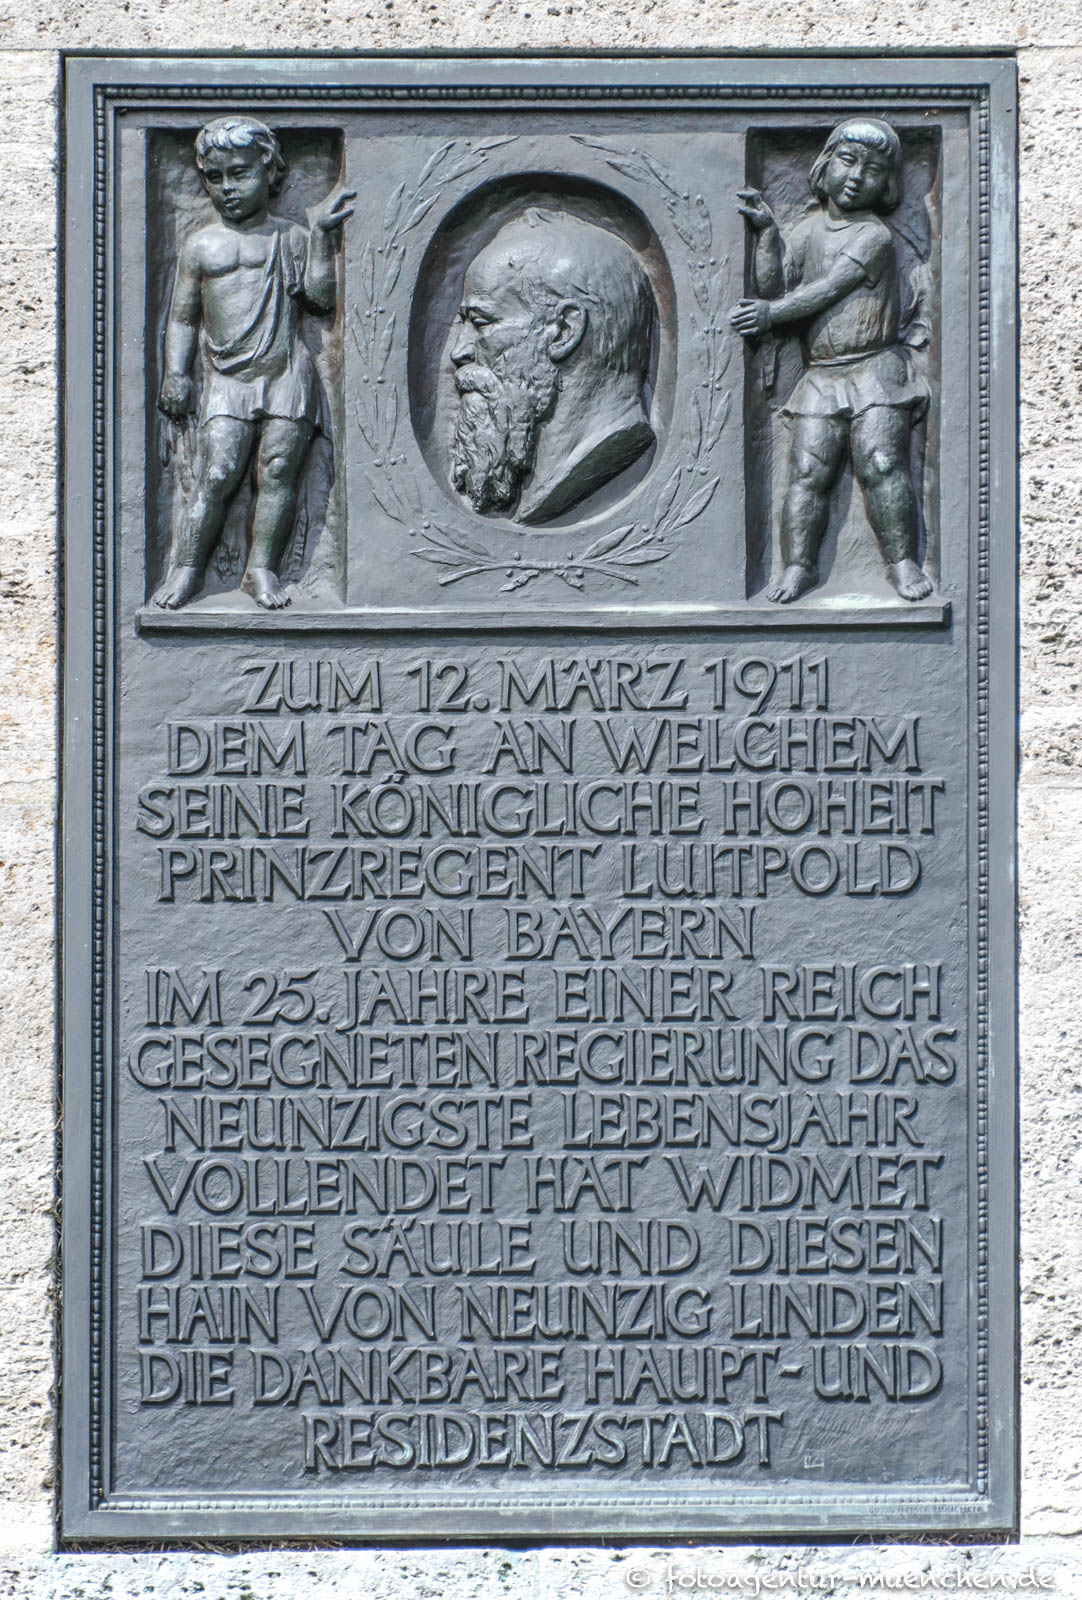 ZUM 12. MÄRZ 1911
DEM TAG AN WELCHEM
SEINE KÖNIGLICHE HOHEIT
PRINZREGENT LUITPOLD
VON BAYERN
IM 25. JAHRE EINER REICH
GESEGNETEN REGIERUNG DAS
NEUNZIGSTE LEBENSJAHR
VOLLENDET HAT WIDMET
DIESE SÄULE UND DIESEN
HAIN VON NEUNZIG LINDEN
DIE DANKBARE HAUPT- UND
RESIDENZSTADT
MÜNCHEN
© fotoagentur-muenchen.de